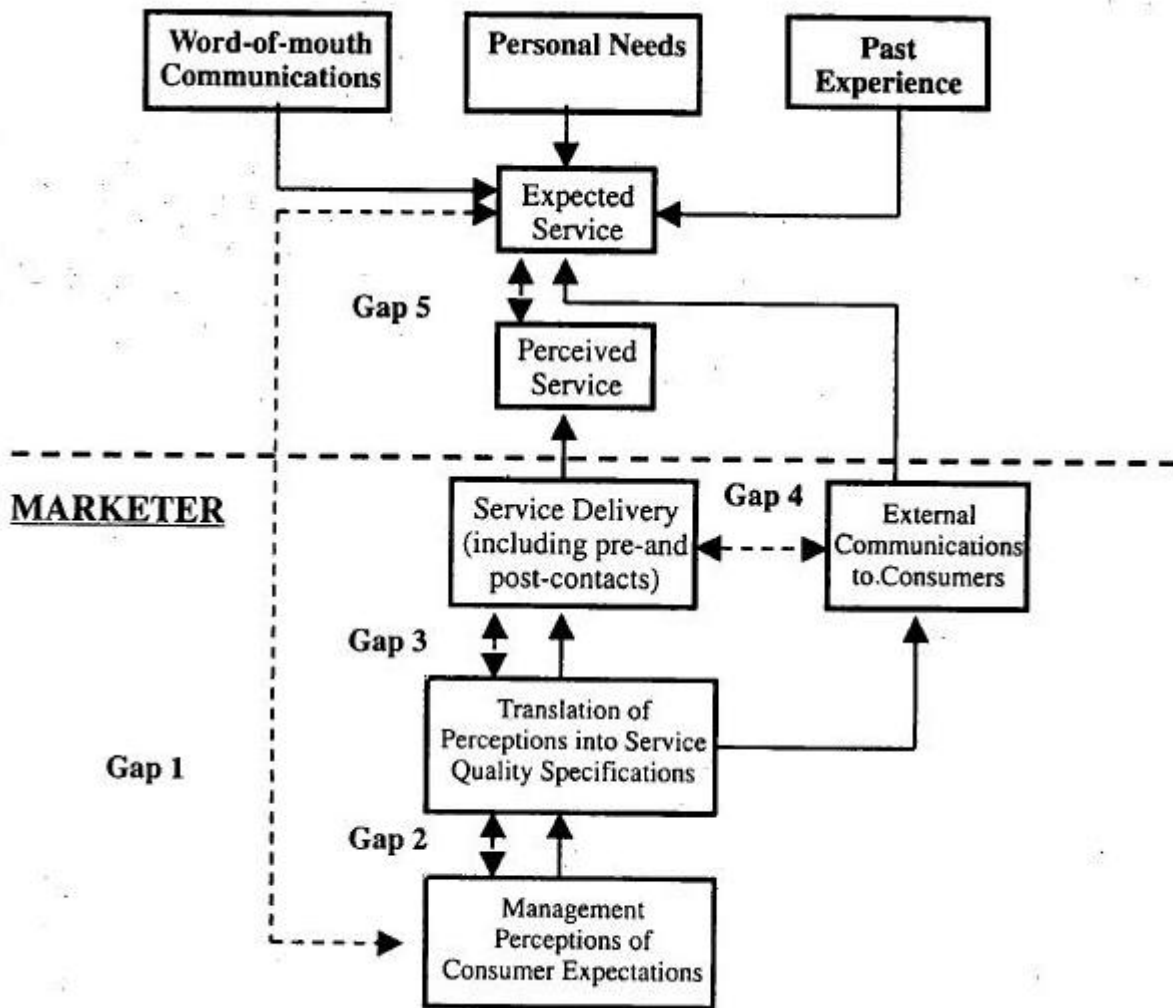 Word-of-mouth
Communications
Personal Needs
Past
Experience
Expected
Service
Gap 5
Perceived
Service
MARKETER
Service Delivery
(including pre-and
post-contacts)
Gap 4
External
Communications
to.Consumers
Gap 3
Translation of
Perceptions into Service
Quality Specifications
Gap 1
Gap 2
Management
Perceptions of
Consumer Expectations